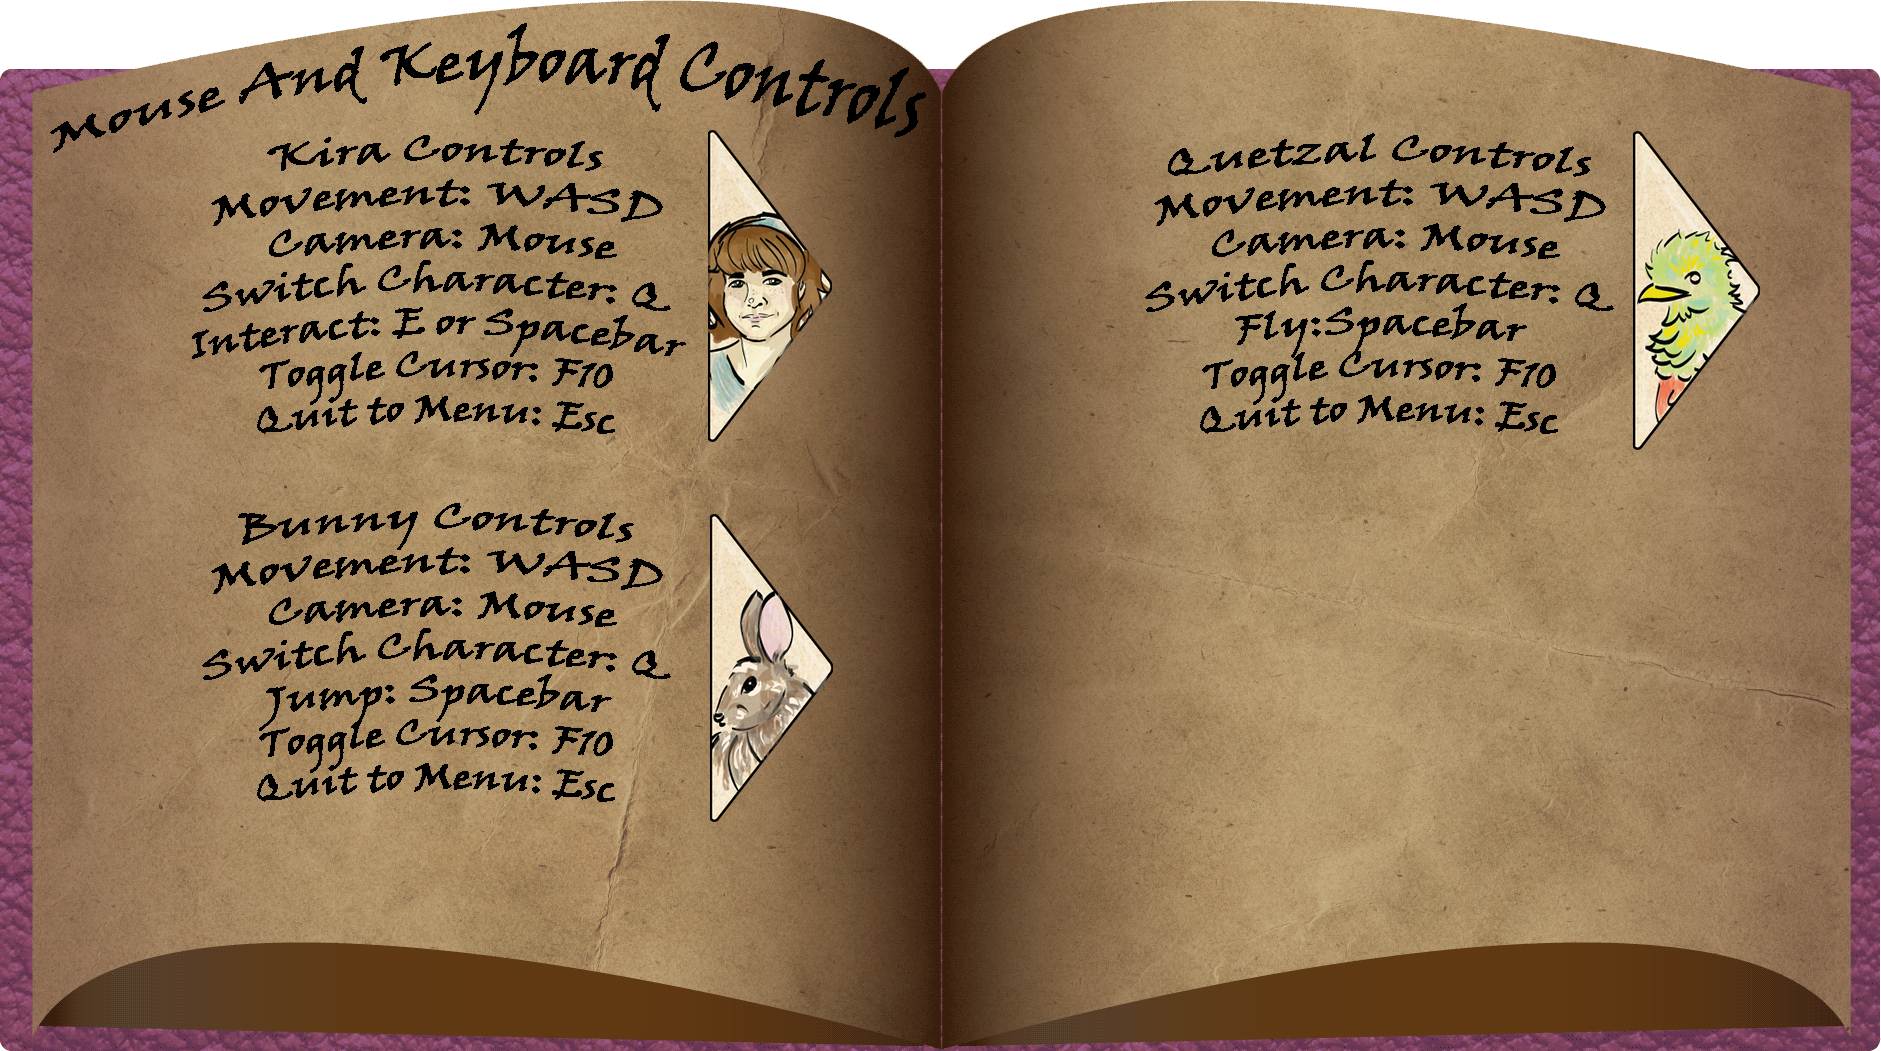 Mouse And Keyboard Controls
Kira Controls
Movement: WASD
Camera: Mouse
Switch Character: Q
Interact: E or Spacebar
Toggle Cursor: F10
Quit to Menu: Esc
Bunny Controls
Movement: WASD
Camera: Mouse
Switch Character: Q
Jump: Spacebar
Toggle Cursor: F10
Quit to Menu: Esc
Quetzal Controls
Movement: WASD
Camera: Mouse
Switch Character: Q
Fly:Spacebar
Toggle Cursor: F10
Quit to Menu: Esc